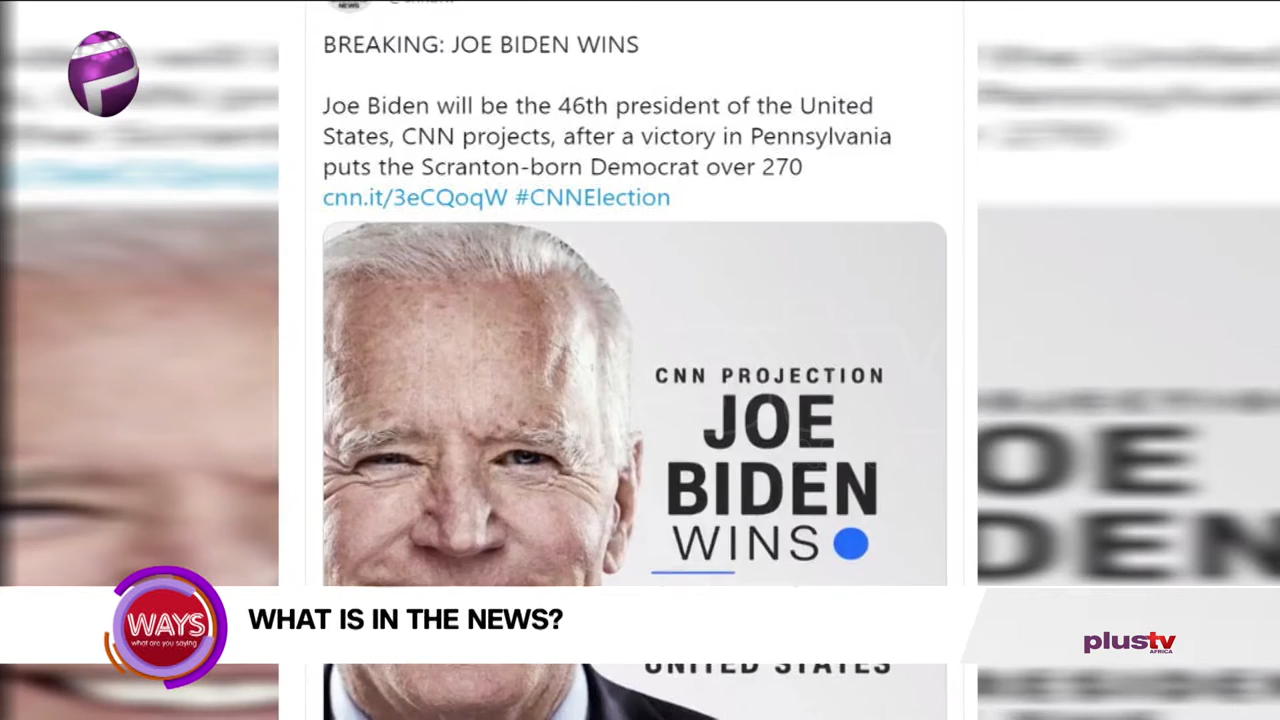 NEWS
BREAKING: JOE BIDEN WINS
Joe Biden will be the 46th president of the United
States, CNN projects, after a victory in Pennsylvania
puts the Scranton-born Democrat over 270
cnn.it/3eCQoqW #CNNElection
CNN PROJECTION
JOE
BIDEN
WINS
UNITED STATES
WAYS
what are you saying
WHAT IS IN THE NEWS?
plustv
AFRICA